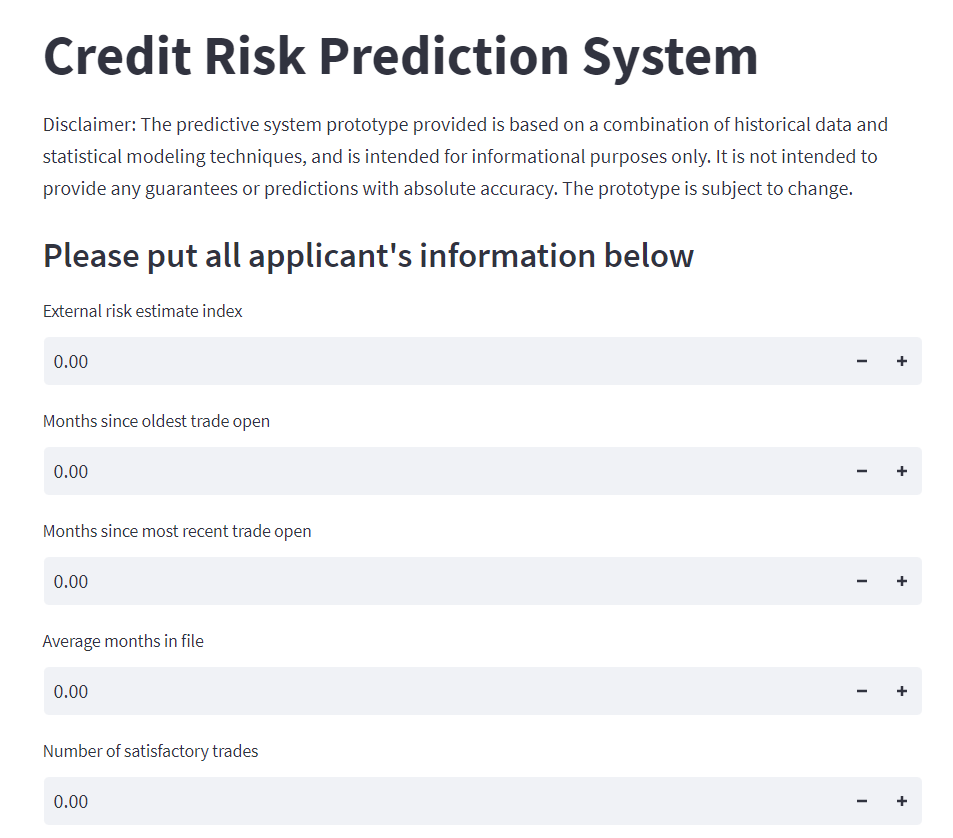 Credit Risk Prediction System
Disclaimer: The predictive system prototype provided is based on a combination of historical data and
statistical modeling techniques, and is intended for informational purposes only. It is not intended to
provide any guarantees or predictions with absolute accuracy. The prototype is subject to change.
Please put all applicant's information below
External risk estimate index
0.00 − +
Months since oldest trade open
0.00 − +
Months since most recent trade open
0.00 − +
Average months in file
0.00 − +
Number of satisfactory trades
0.00 − +